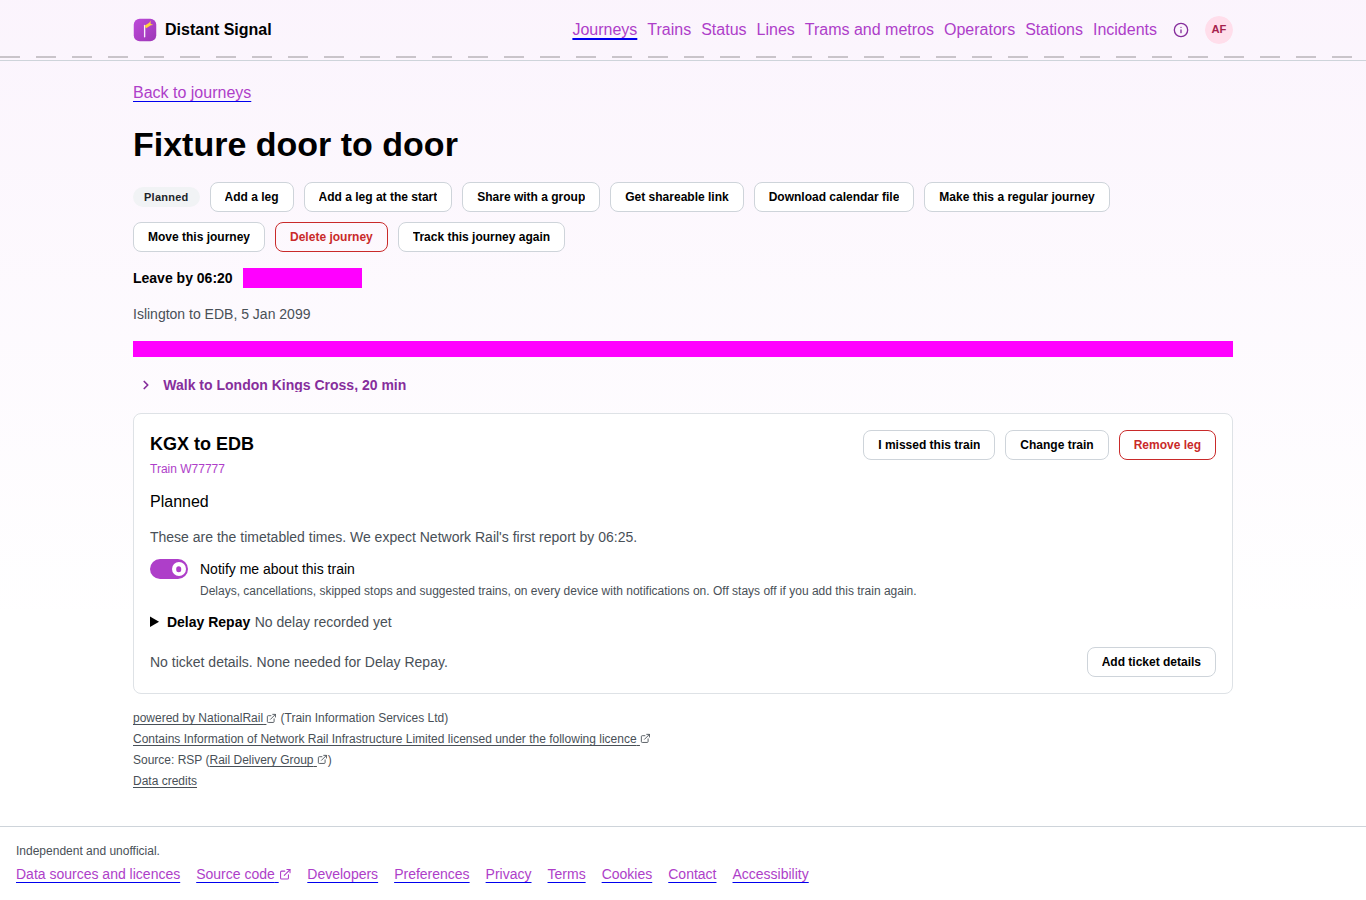 Distant Signal
Journeys Trains Status Lines Trams and metros Operators Stations Incidents AF
Back to journeys
Fixture door to door
Planned Add a leg Add a leg at the start Share with a group Get shareable link Download calendar file Make this a regular journey
Move this journey Delete journey Track this journey again
Leave by 06:20
Islington to EDB, 5 Jan 2099
Walk to London Kings Cross, 20 min
KGX to EDB I missed this train Change train Remove leg
Train W77777
Planned
These are the timetabled times. We expect Network Rail's first report by 06:25.
Notify me about this train
Delays, cancellations, skipped stops and suggested trains, on every device with notifications on. Off stays off if you add this train again.
Delay Repay No delay recorded yet
No ticket details. None needed for Delay Repay. Add ticket details
powered by NationalRail (Train Information Services Ltd)
Contains Information of Network Rail Infrastructure Limited licensed under the following licence
Source: RSP (Rail Delivery Group)
Data credits
Independent and unofficial.
Data sources and licences Source code Developers Preferences Privacy Terms Cookies Contact Accessibility